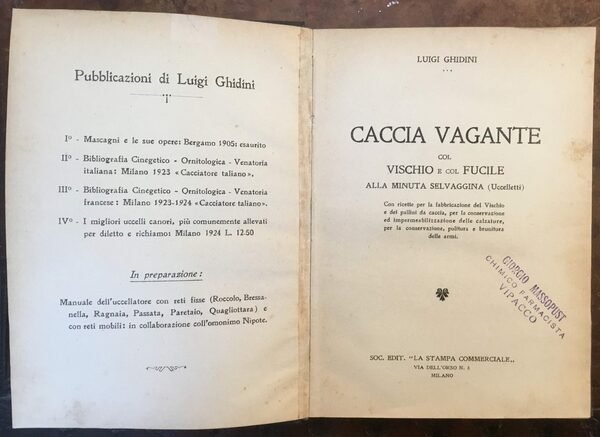 Pubblicazioni di Luigi Ghidini
Iº - Mascagni e le sue opere: Bergamo 1905: esaurito
IIº - Bibliografia Cinegetico - Ornitologica - Venatoria
italiana: Milano 1923 «Cacciatore taliano».
IIIº - Bibliografia Cinegetico - Ornitologica - Venatoria
francese: Milano 1923-1924 «Cacciatore taliano».
IVº - I migliori uccelli canori, più comunemente allevati
per diletto e richiamo: Milano 1924 L. 12.50
In preparazione:
Manuale dell'uccellatore con reti fisse (Roccolo, Bressa-
nella, Ragnaia, Passata, Paretaio, Quagliottara) e
con reti mobili: in collaborazione coll'omonimo Nipote.
LUIGI GHIDINI
CACCIA VAGANTE
COL
VISCHIO E COL FUCILE
ALLA MINUTA SELVAGGINA (Uccelletti)
Con ricette per la fabbricazione del Vischio
e dei pallini da caccia, per la conservazione
ed impermeabilizzazione delle calzature,
per la conservazione, pulitura e brunitura
delle armi.
GIORGIO MASSOPUST
CHIMICO FARMACISTA
VIPACCO
SOC. EDIT. "LA STAMPA COMMERCIALE„
VIA DELL'ORSO N. 5
MILANO